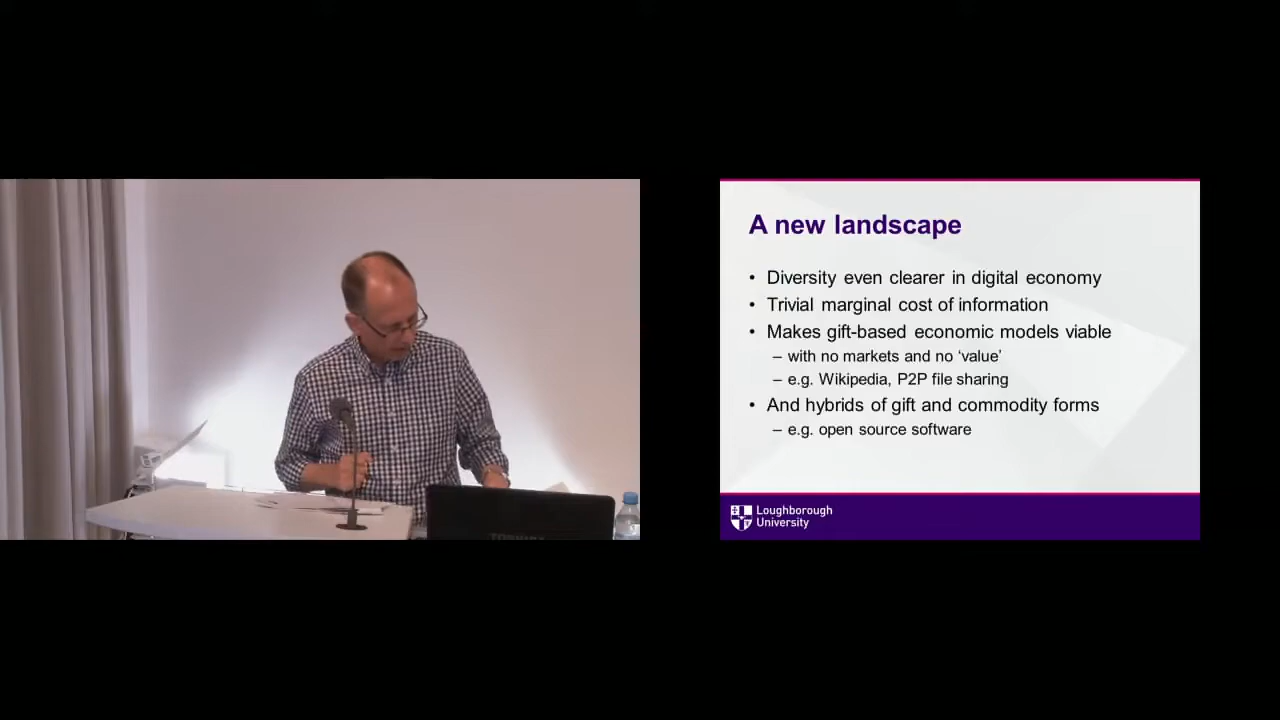 A new landscape
• Diversity even clearer in digital economy
• Trivial marginal cost of information
• Makes gift-based economic models viable
– with no markets and no ‘value’
– e.g. Wikipedia, P2P file sharing
• And hybrids of gift and commodity forms
– e.g. open source software
Loughborough
University
TOSHIBA